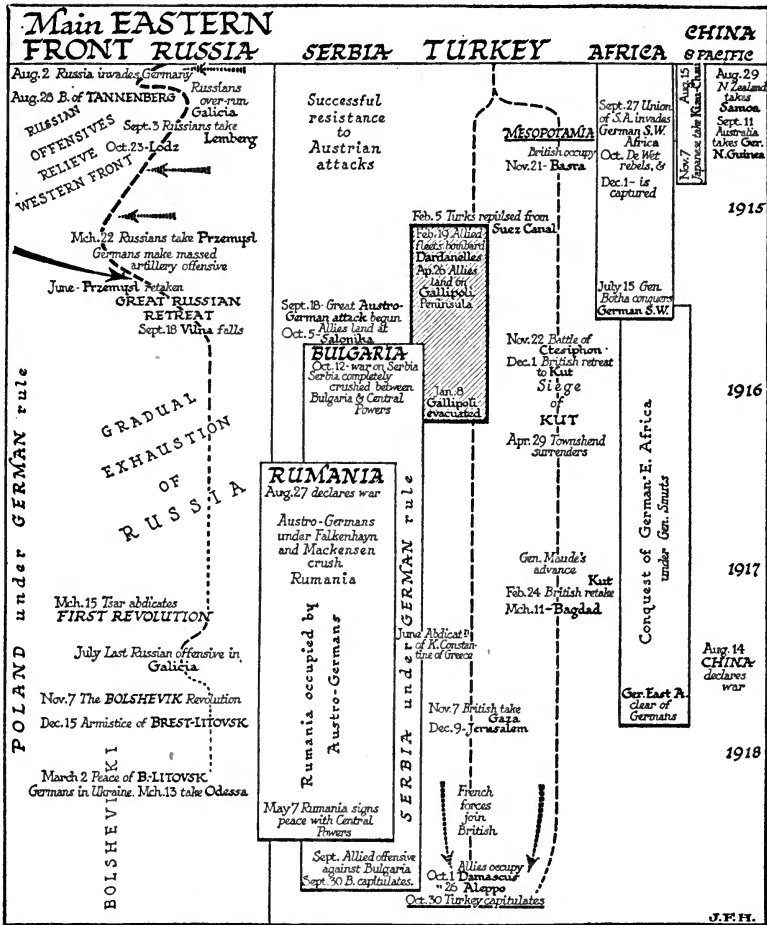 Main EASTERN
FRONT RUSSIA
SERBIA
TURKEY
AFRICA
CHINA
& PACIFIC
Aug. 2 Russia invades Germany
Aug. 26 B. of TANNENBERG
Russians
over-run
Galicia
RUSSIAN
OFFENSIVES
RELIEVE
WESTERN FRONT
Sept. 3 Russians take
Lemberg
Oct. 23-Lodz
Mch. 22 Russians take Przemysl
Germans make massed
artillery offensive
June-Przemysl retaken
GREAT RUSSIAN
RETREAT
Sept. 18 Vilna falls
GRADUAL
EXHAUSTION
OF
RUSSIA
POLAND under GERMAN rule
Mch. 15 Tsar abdicates
FIRST REVOLUTION
July Last Russian offensive in
Galicia
Nov. 7 The BOLSHEVIK Revolution
Dec. 15 Armistice of BREST-LITOVSK
March 2 Peace of B.-LITOVSK
Germans in Ukraine. Mch. 13 take Odessa
BOLSHEVIKI
Successful
resistance
to
Austrian
attacks
Sept. 18-Great Austro-
German attack begun
Oct. 5-Allies land at
Salonika
BULGARIA
Oct. 12-war on Serbia
Serbia completely
crushed between
Bulgaria & Central
Powers
RUMANIA
Aug. 27 declares war
Austro-Germans
under Falkenhayn
and Mackensen
crush
Rumania
Rumania occupied by
Austro-Germans
May 7 Rumania signs
peace with Central
Powers
SERBIA under GERMAN rule
Sept. Allied offensive
against Bulgaria
Sept. 30 B. capitulates.
Feb. 5 Turks repulsed from
Suez Canal
Feb. 19 Allied
fleets bombard
Dardanelles
Ap. 26 Allies
land on
Gallipoli
Peninsula
Jan. 8
Gallipoli
evacuated
MESOPOTAMIA
British occupy
Nov. 21-Basra
Nov. 22 Battle of
Ctesiphon
Dec. 1 British retreat
to Kut
Siege
of
KUT
Apr. 29 Townshend
surrenders
Gen. Maude's
advance
Kut
Feb. 24 British retake
Mch. 11-Bagdad
June Abdicatn.
of K. Constan-
tine of Greece
Nov. 7 British take
Gaza
Dec. 9-Jerusalem
French
forces
join
British
Allies occupy
Oct. 1 Damascus
" 26 Aleppo
Oct. 30 Turkey capitulates
Sept. 27 Union
of S.A. invades
German S.W.
Africa
Oct. De Wet
rebels, &
Dec. 1-is
captured
July 15 Gen.
Botha conquers
German S.W.
Conquest of German E. Africa
under Gen. Smuts
Ger. East A.
clear of
Germans
Aug. 15
Nov. 7 Japanese take Kiau-Chau
Aug. 29
N Zealand
takes
Samoa
Sept. 11
Australia
takes Ger.
N. Guinea
1915
1916
1917
Aug. 14
CHINA
declares
war
1918
J.F.H.